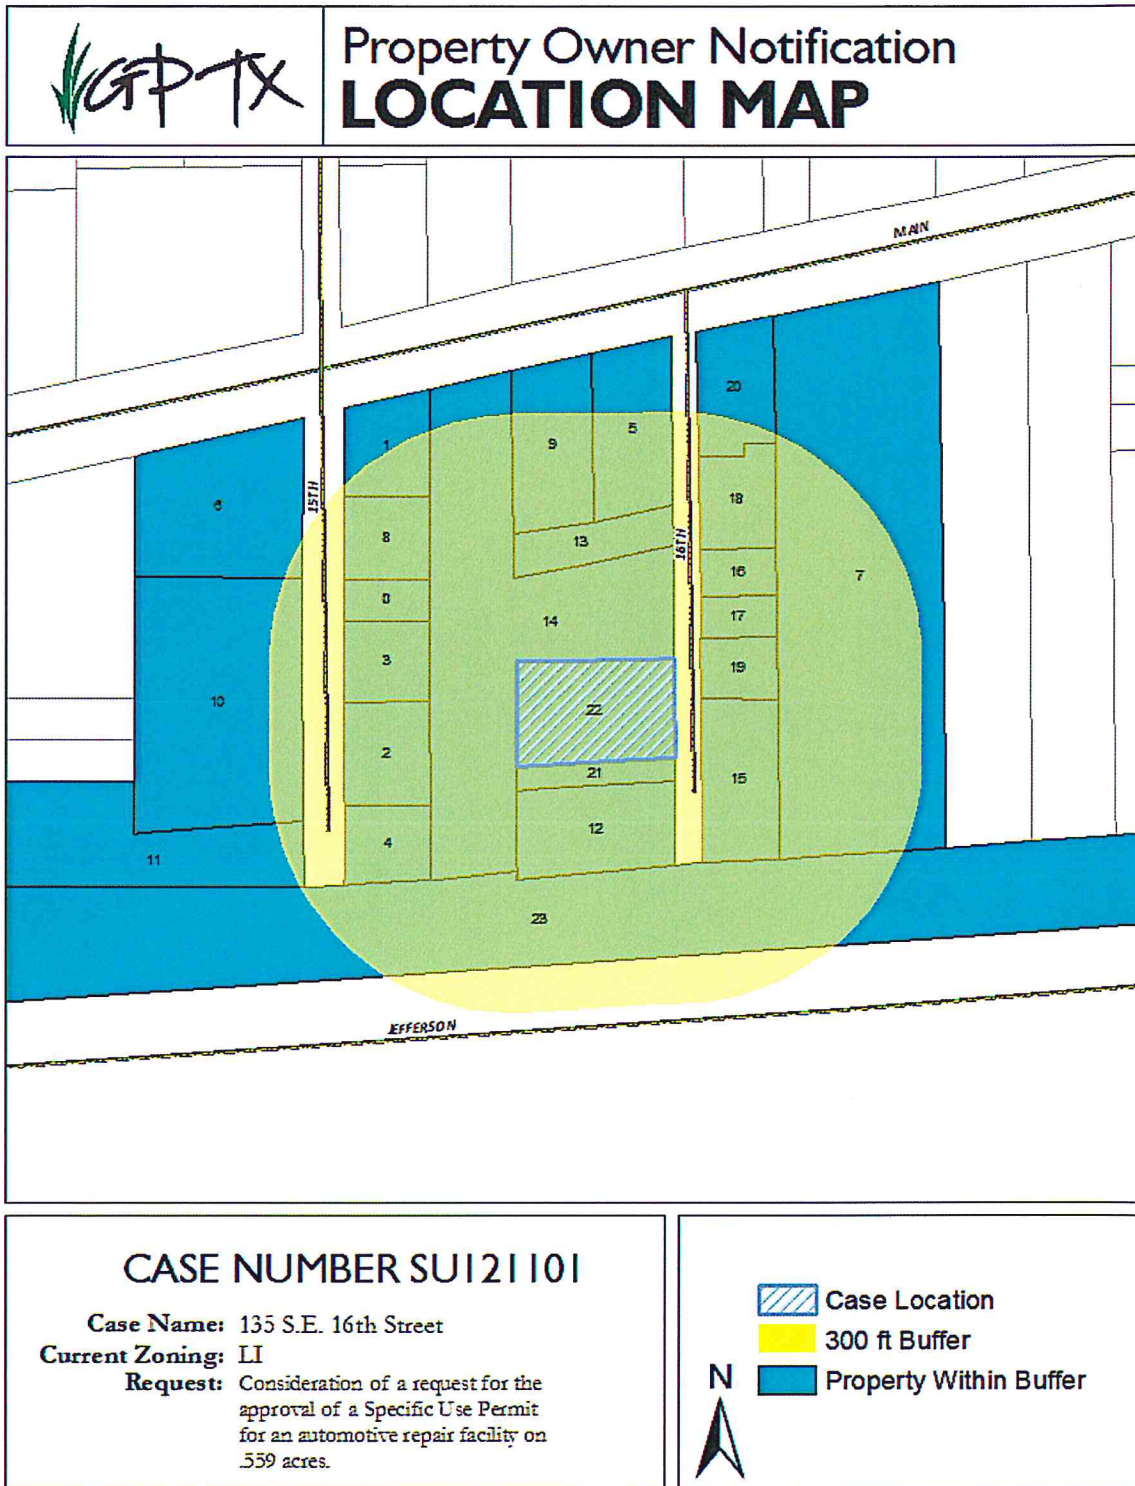 GPTX
Property Owner Notification
LOCATION MAP
MAIN
20
1
9
5
6
15TH
18
8
13
16TH
16
7
0
17
14
3
19
10
22
2
21
15
12
4
11
23
JEFFERSON
CASE NUMBER SU121101
Case Name: 135 S.E. 16th Street
Current Zoning: LI
Request: Consideration of a request for the
approval of a Specific Use Permit
for an automotive repair facility on
.559 acres.
Case Location
300 ft Buffer
Property Within Buffer
N